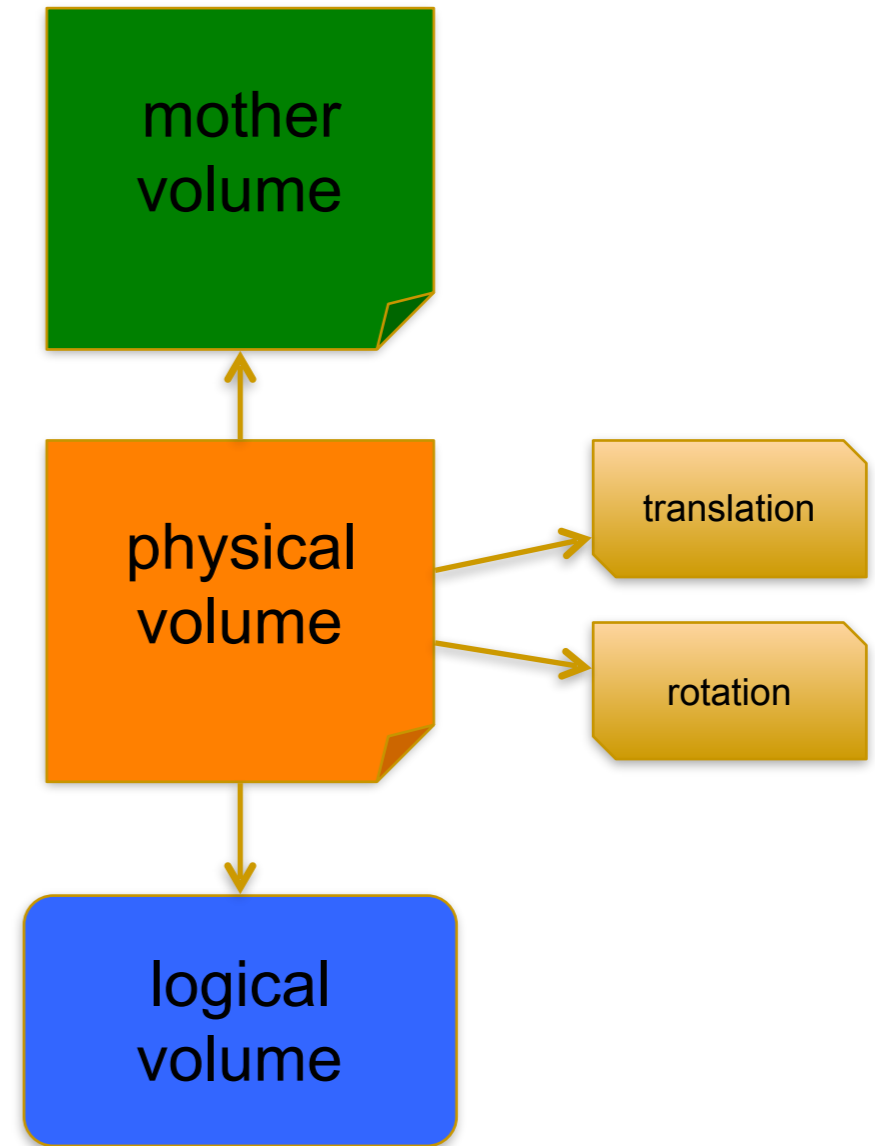 mother
volume
physical
volume
translation
rotation
logical
volume